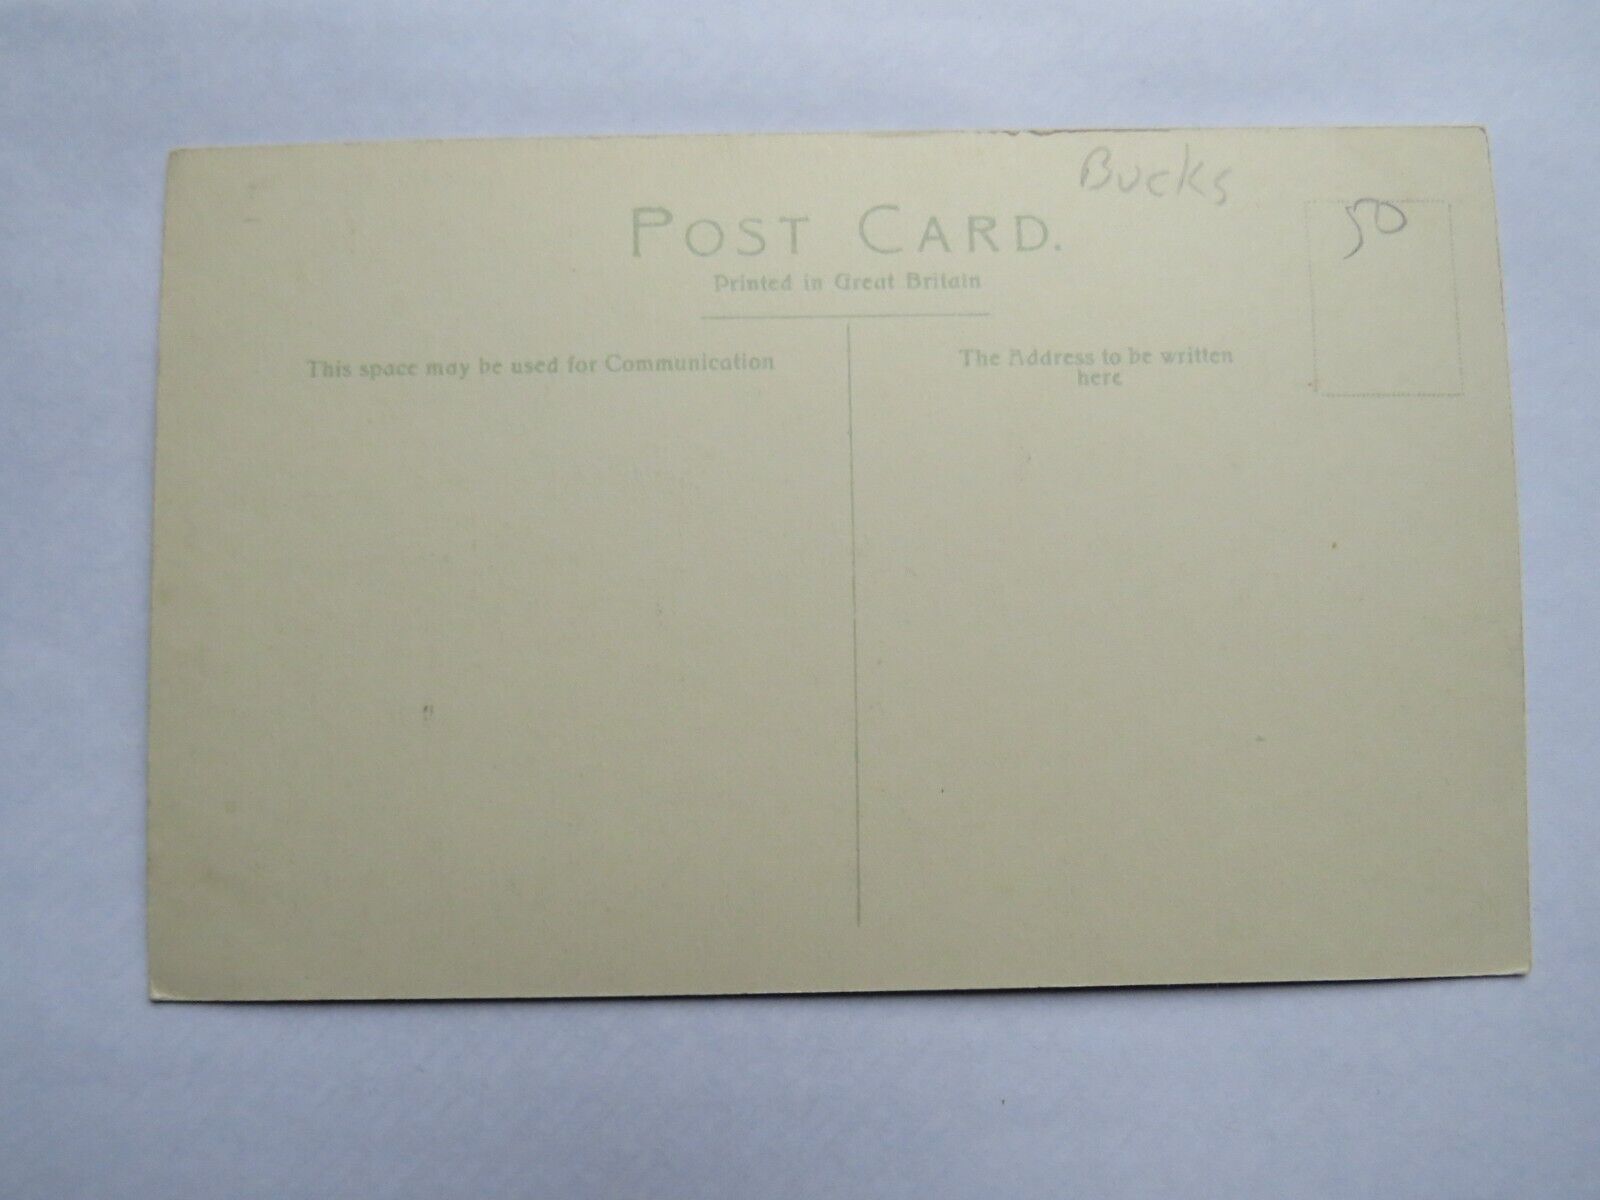 Bucks
50
POST CARD.
Printed in Great Britain
This space may be used for Communication
The Address to be written
here